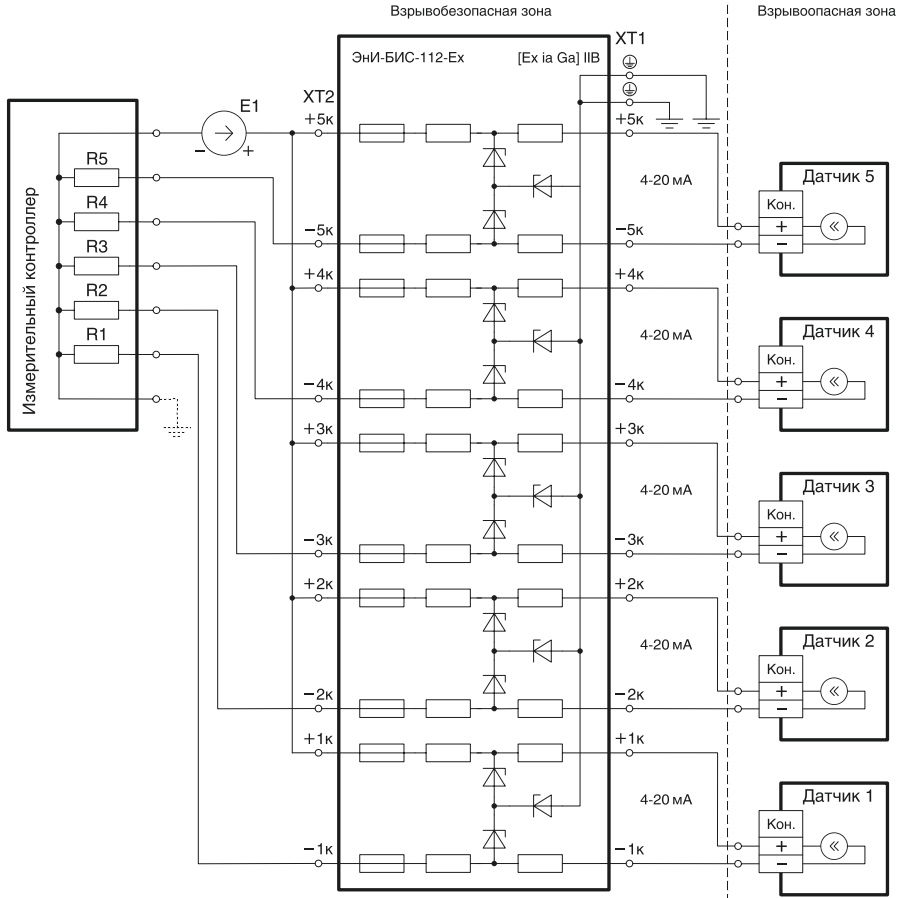 Взрывобезопасная зона
Взрывоопасная зона
ЭнИ-БИС-112-Ex
[Ex ia Ga] IIB
XT1
XT2
E1
−
+
Измерительный контроллер
R5
R4
R3
R2
R1
+5к
+5к
4-20 мА
−5к
−5к
+4к
+4к
4-20 мА
−4к
−4к
+3к
+3к
4-20 мА
−3к
−3к
+2к
+2к
4-20 мА
−2к
−2к
+1к
+1к
4-20 мА
−1к
−1к
Датчик 5
Кон.
+
−
Датчик 4
Кон.
+
−
Датчик 3
Кон.
+
−
Датчик 2
Кон.
+
−
Датчик 1
Кон.
+
−